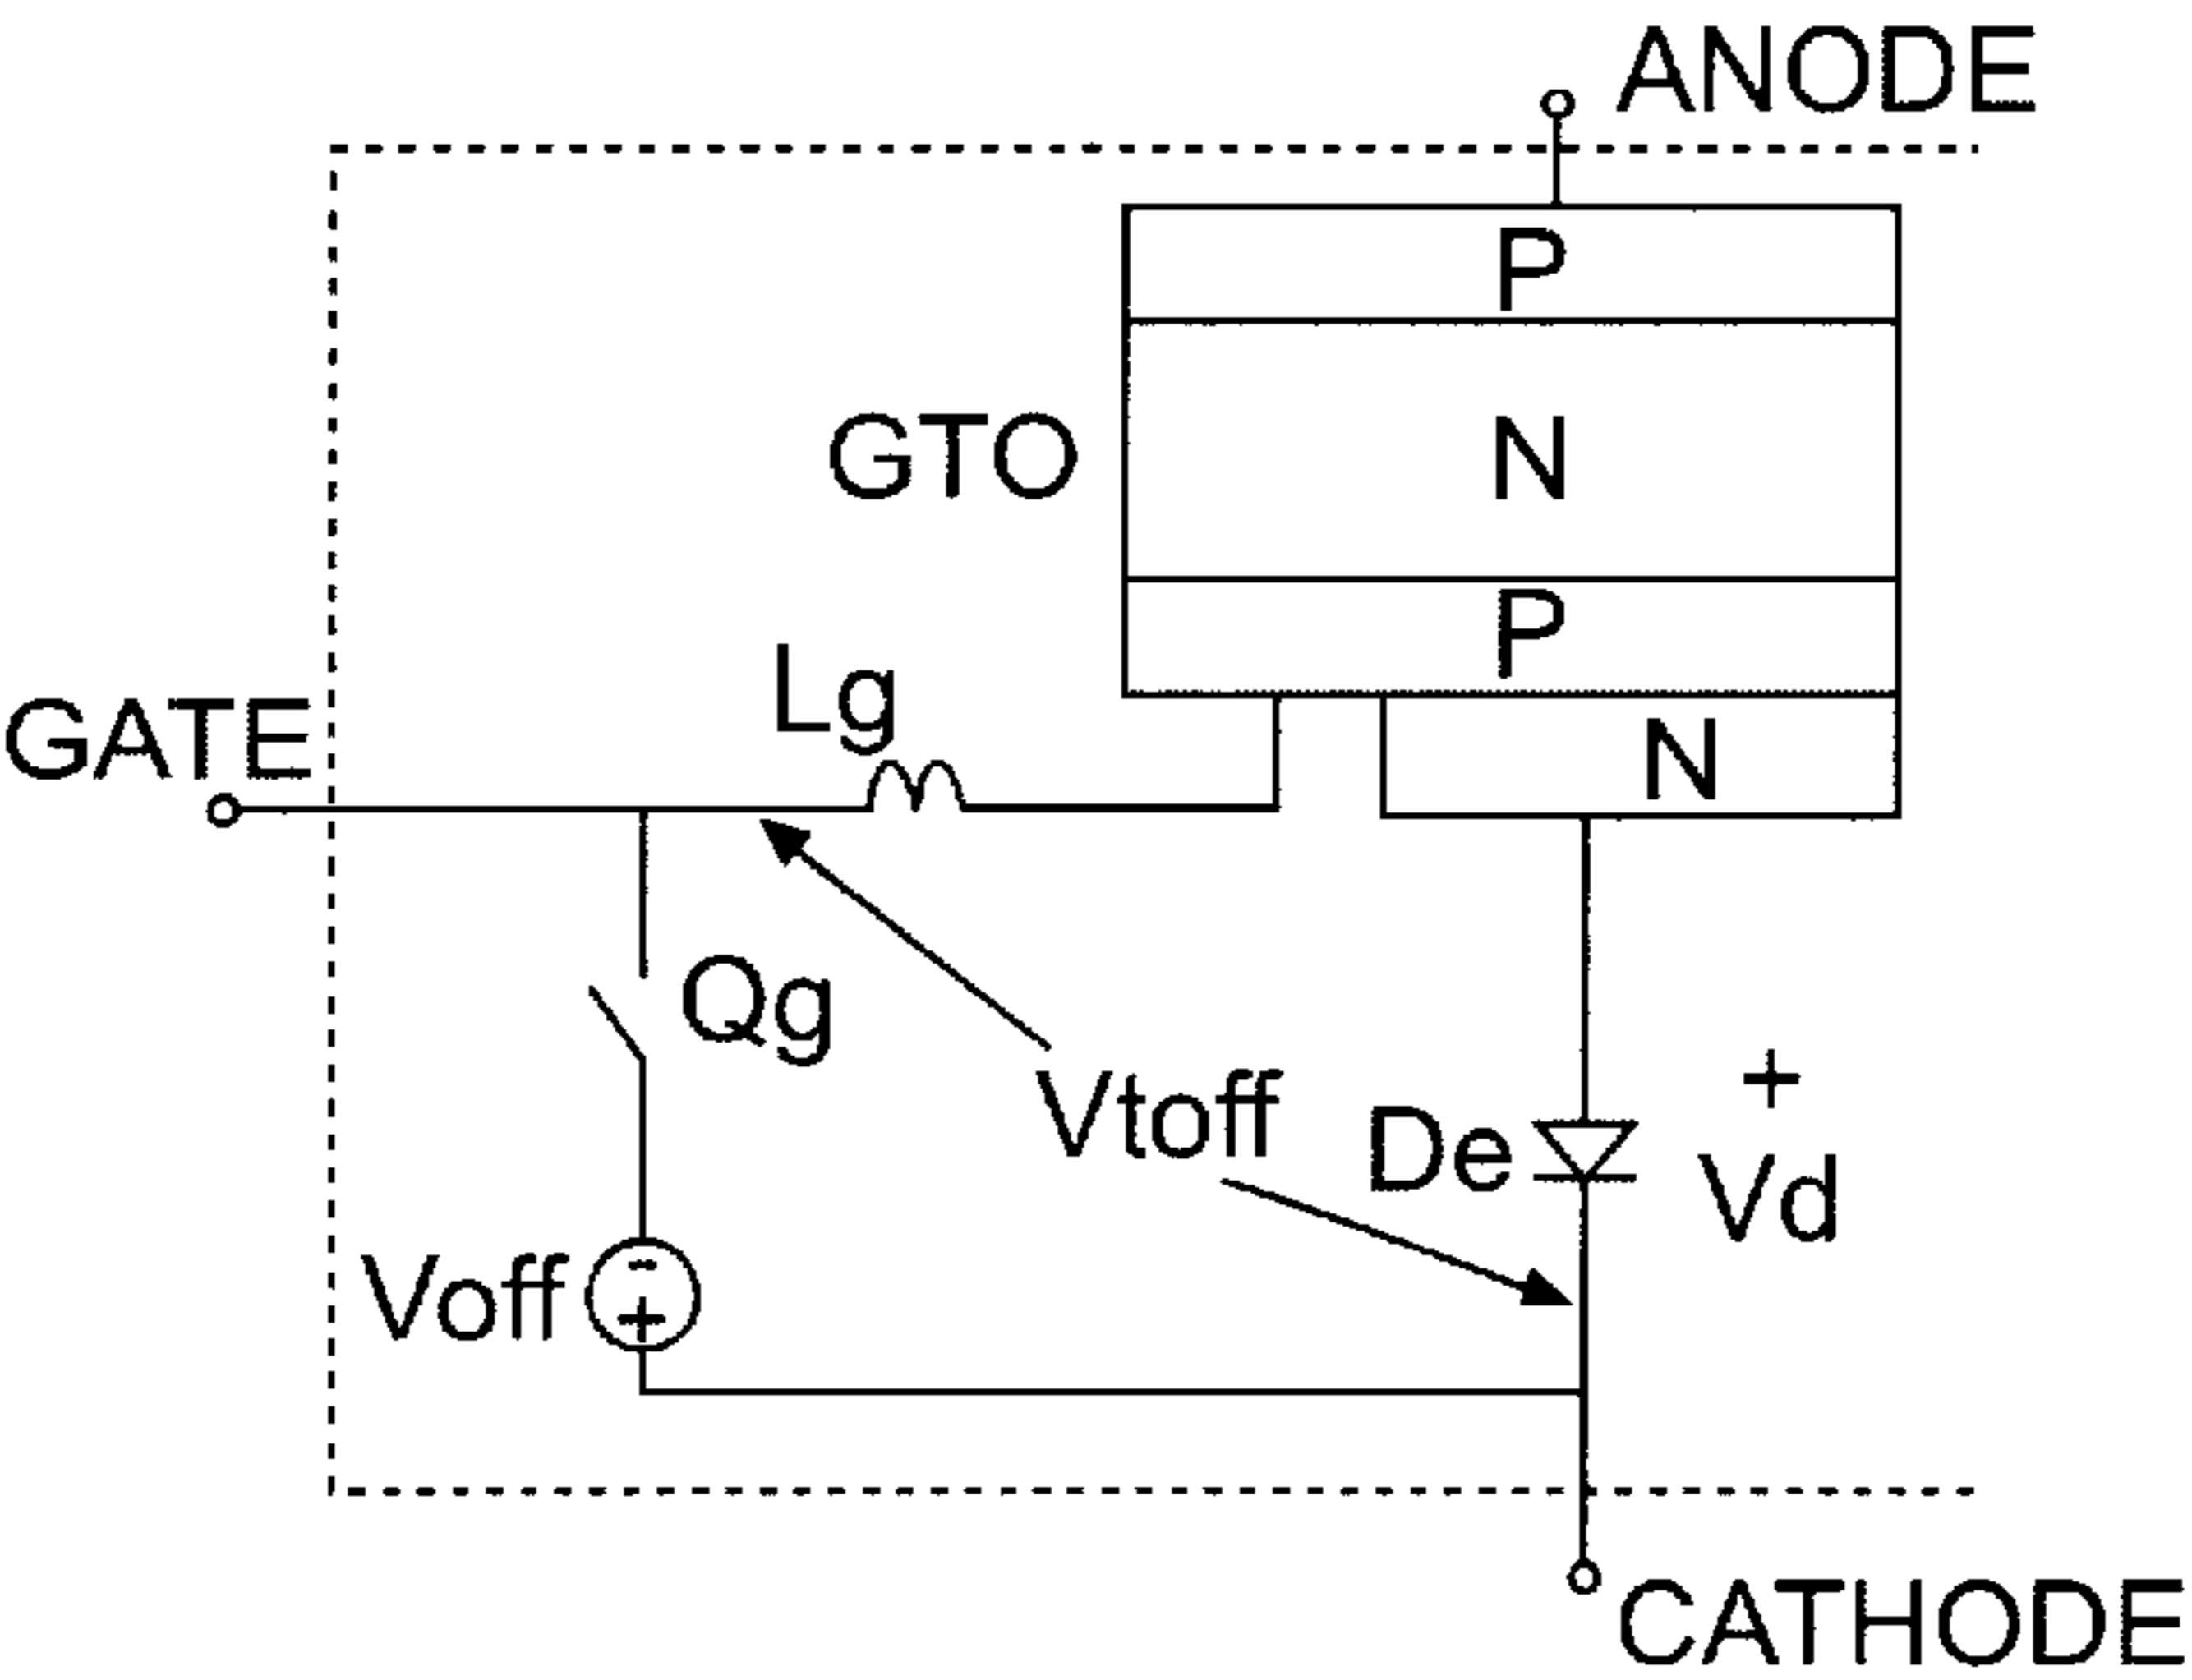 ANODE
P
GTO
N
P
Lg
GATE
N
Qg
Vtoff
De
+
Vd
Voff
-
+
CATHODE